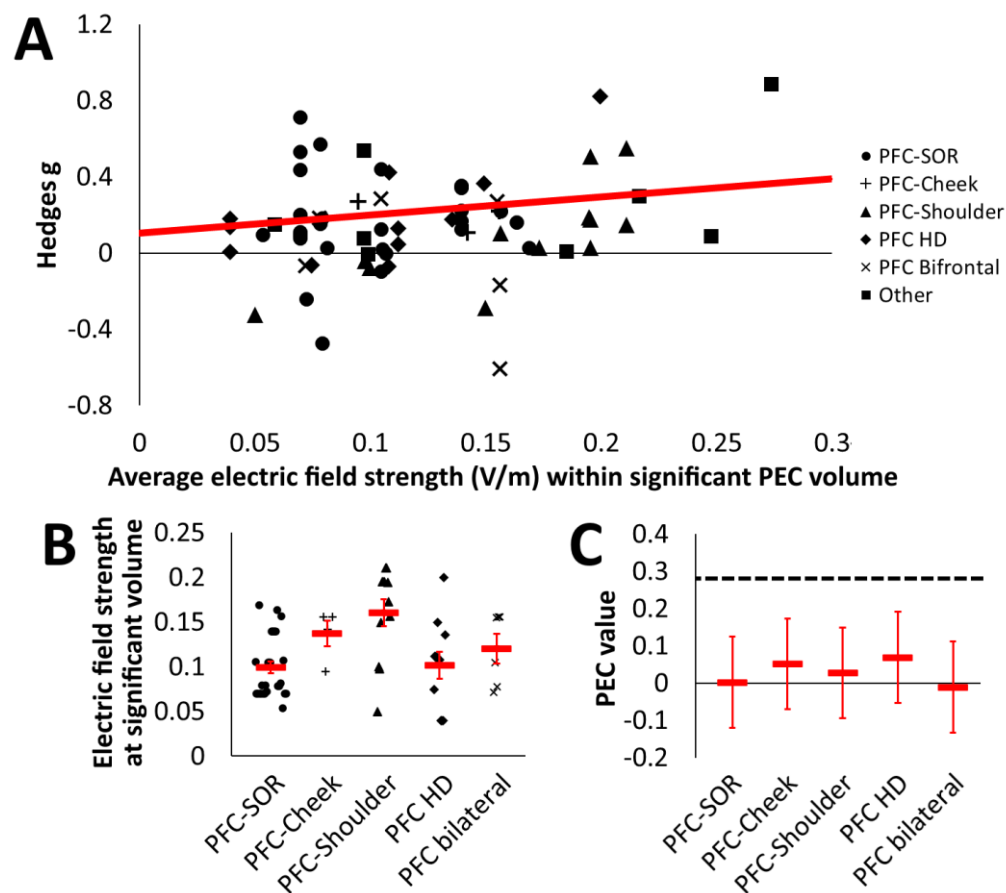 A
1.2
0.8
0.4
0
-0.4
-0.8
Hedges g
0 0.05 0.1 0.15 0.2 0.25 0.3
Average electric field strength (V/m) within significant PEC volume
PFC-SOR
PFC-Cheek
PFC-Shoulder
PFC HD
PFC Bifrontal
Other
B
Electric field strength
at significant volume
0.25
0.2
0.15
0.1
0.05
0
PFC-SOR
PFC-Cheek
PFC-Shoulder
PFC HD
PFC bilateral
C
PEC value
0.4
0.3
0.2
0.1
0
-0.1
-0.2
PFC-SOR
PFC-Cheek
PFC-Shoulder
PFC HD
PFC bilateral